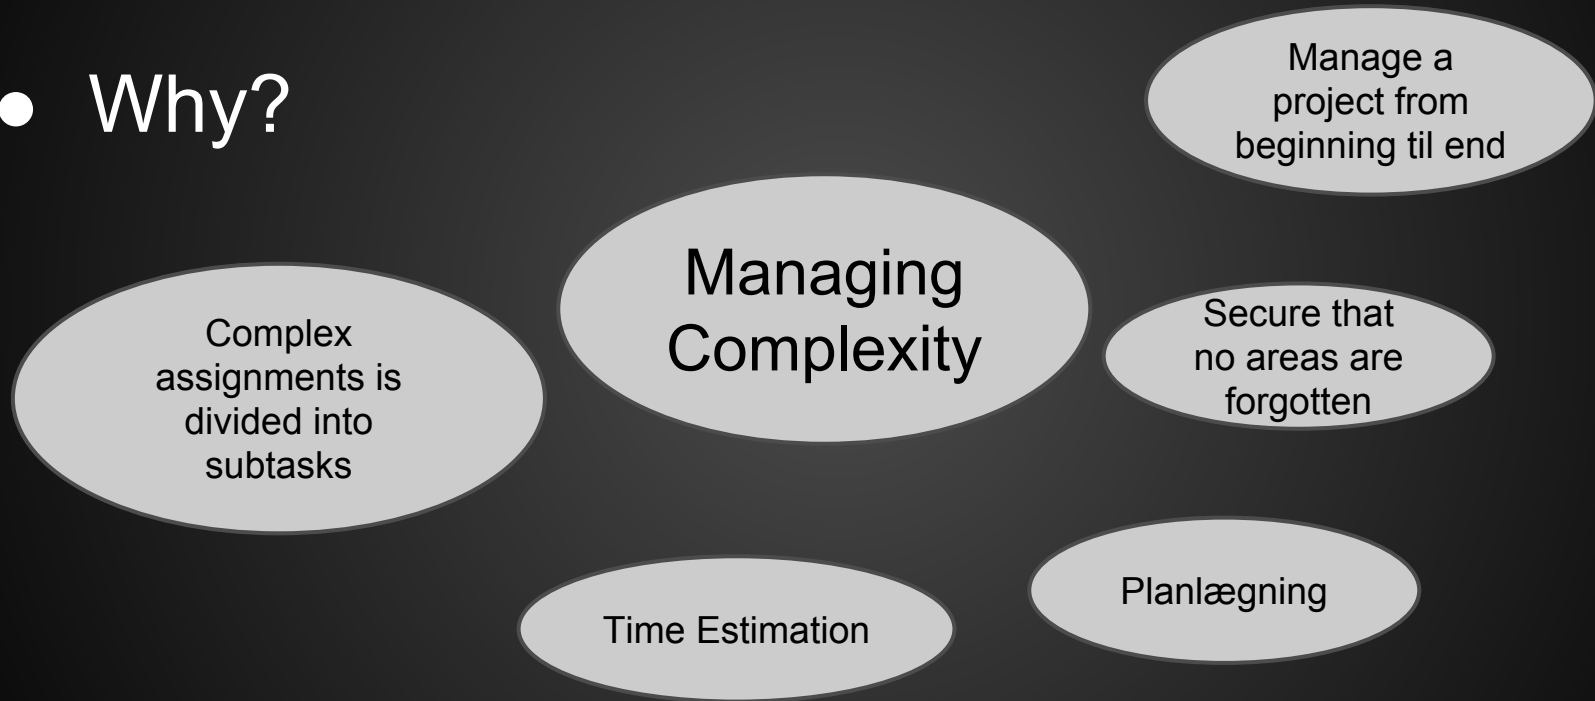 ● Why?
Manage a
project from
beginning til end
Managing
Complexity
Complex
assignments is
divided into
subtasks
Secure that
no areas are
forgotten
Time Estimation
Planlægning